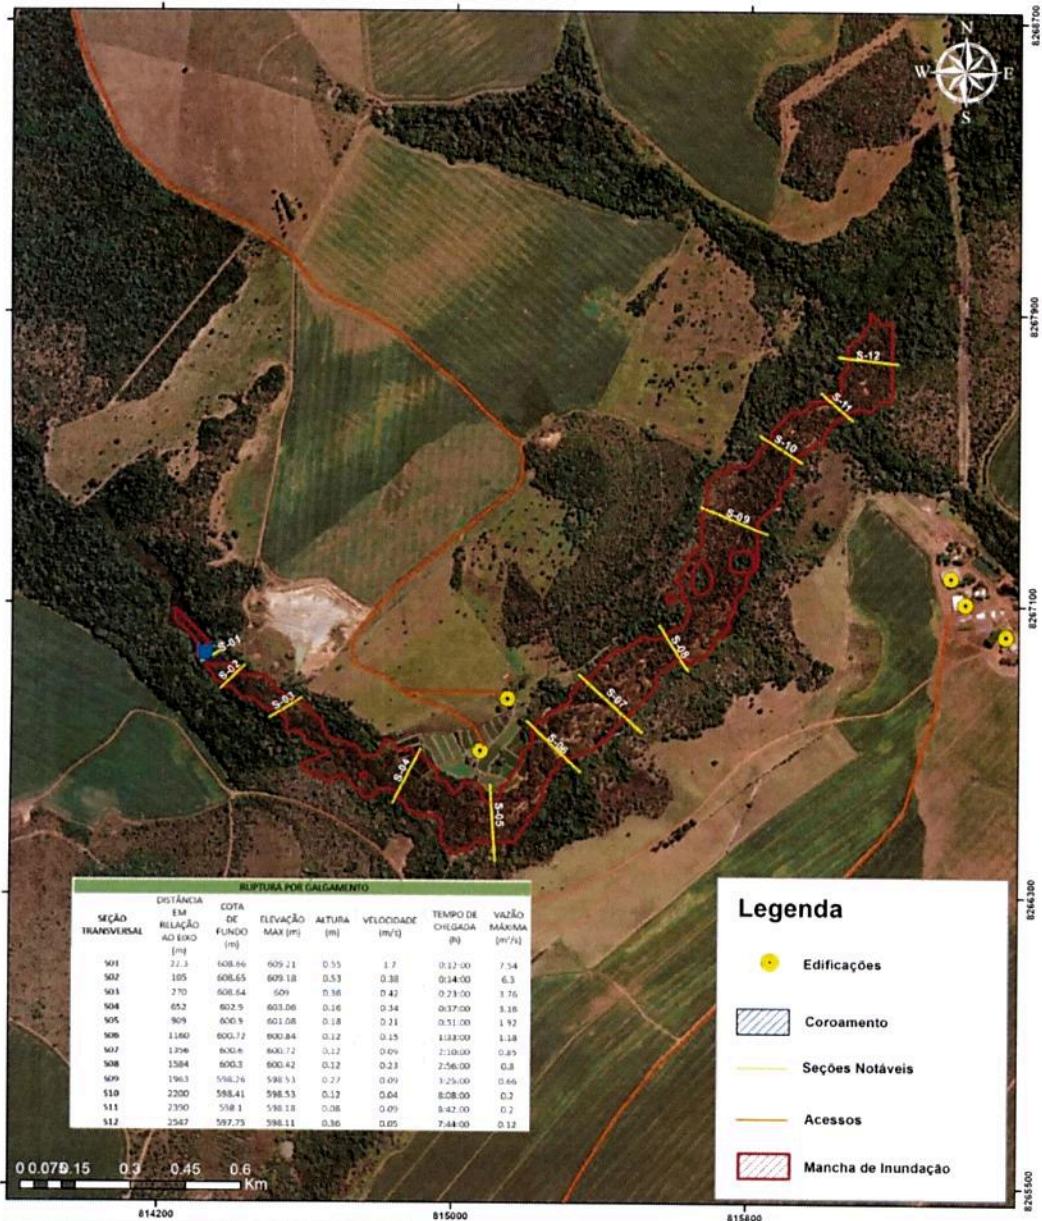 8268700
N
W E
S
8267900
S-12
S-11
S-10
S-09
8267100
S-01
S-02
S-08
S-03
S-07
S-06
S-04
S-05
RUPTURA POR GALGAMENTO
SEÇÃO TRANSVERSAL DISTÂNCIA EM RELAÇÃO AO EIXO (m) COTA DE FUNDO (m) ELEVAÇÃO MAX (m) ALTURA (m) VELOCIDADE (m/s) TEMPO DE CHEGADA (h) VAZÃO MÁXIMA (m³/s)
S01 22.3 608.66 609.21 0.55 1.7 0:12:00 7.54
S02 105 608.65 609.18 0.53 0.38 0:14:00 6.3
S03 270 608.64 609 0.36 0.42 0:23:00 3.76
S04 652 602.9 603.06 0.16 0.34 0:37:00 3.16
S05 909 600.9 601.08 0.18 0.21 0:51:00 1.92
S06 1160 600.72 600.84 0.12 0.15 1:33:00 1.18
S07 1356 600.6 600.72 0.12 0.09 2:10:00 0.85
S08 1584 600.3 600.42 0.12 0.23 2:56:00 0.8
S09 1963 598.26 598.53 0.27 0.09 3:25:00 0.66
S10 2200 598.41 598.53 0.12 0.04 8:08:00 0.2
S11 2390 598.1 598.18 0.08 0.09 8:42:00 0.2
S12 2547 597.75 598.11 0.36 0.05 7:44:00 0.12
8266300
Legenda
Edificações
Coroamento
Seções Notáveis
Acessos
Mancha de Inundação
0 0.075 0.15 0.3 0.45 0.6
Km
8265500
814200 815000 815800